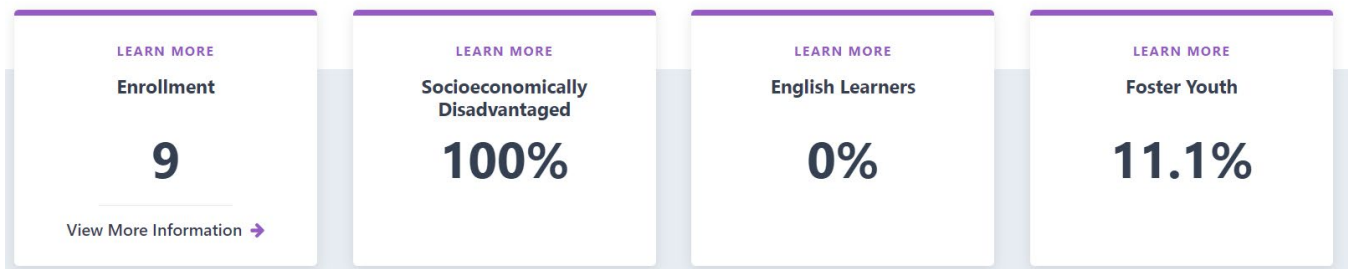 LEARN MORE
Enrollment
9
View More Information
LEARN MORE
Socioeconomically
Disadvantaged
100%
LEARN MORE
English Learners
0%
LEARN MORE
Foster Youth
11.1%